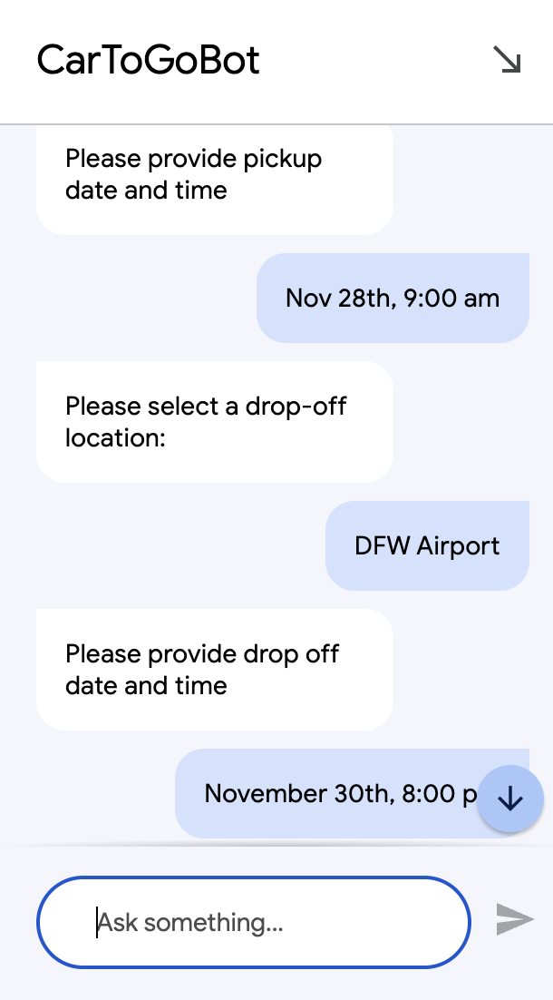 CarToGoBot
Please provide pickup
date and time
Nov 28th, 9:00 am
Please select a drop-off
location:
DFW Airport
Please provide drop off
date and time
November 30th, 8:00 p
Ask something...